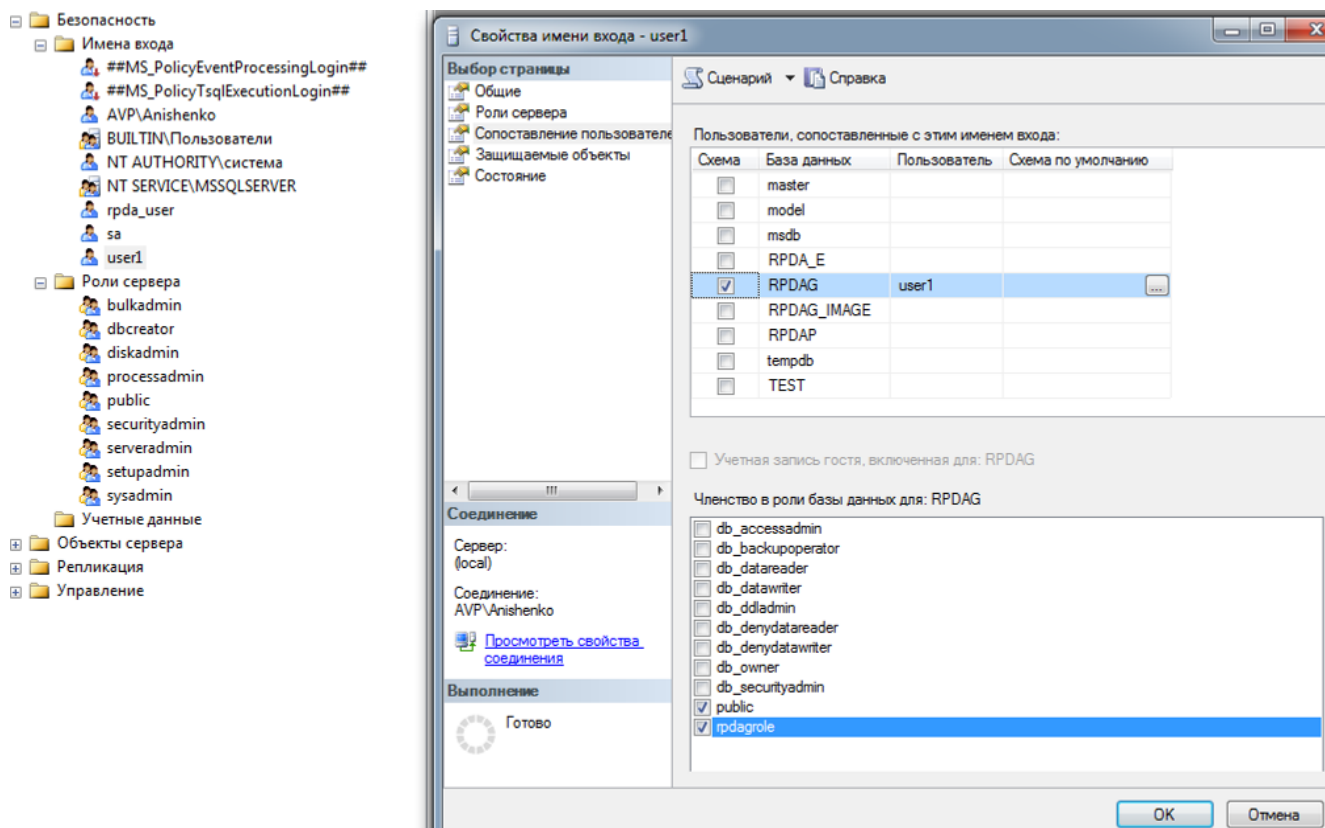 Безопасность
Имена входа
##MS_PolicyEventProcessingLogin##
##MS_PolicyTsqlExecutionLogin##
AVP\Anishenko
BUILTIN\Пользователи
NT AUTHORITY\система
NT SERVICE\MSSQLSERVER
rpda_user
sa
user1
Роли сервера
bulkadmin
dbcreator
diskadmin
processadmin
public
securityadmin
serveradmin
setupadmin
sysadmin
Учетные данные
Объекты сервера
Репликация
Управление
Свойства имени входа - user1
Выбор страницы
Общие
Роли сервера
Сопоставление пользователе
Защищаемые объекты
Состояние
Соединение
Сервер:
(local)
Соединение:
AVP\Anishenko
Просмотреть свойства
соединения
Выполнение
Готово
Сценарий Справка
Пользователи, сопоставленные с этим именем входа:
Схема База данных Пользователь Схема по умолчанию
master
model
msdb
RPDA_E
RPDAG user1 ...
RPDAG_IMAGE
RPDAP
tempdb
TEST
Учетная запись гостя, включенная для: RPDAG
Членство в роли базы данных для: RPDAG
db_accessadmin
db_backupoperator
db_datareader
db_datawriter
db_ddladmin
db_denydatareader
db_denydatawriter
db_owner
db_securityadmin
public
rpdagrole
OK Отмена